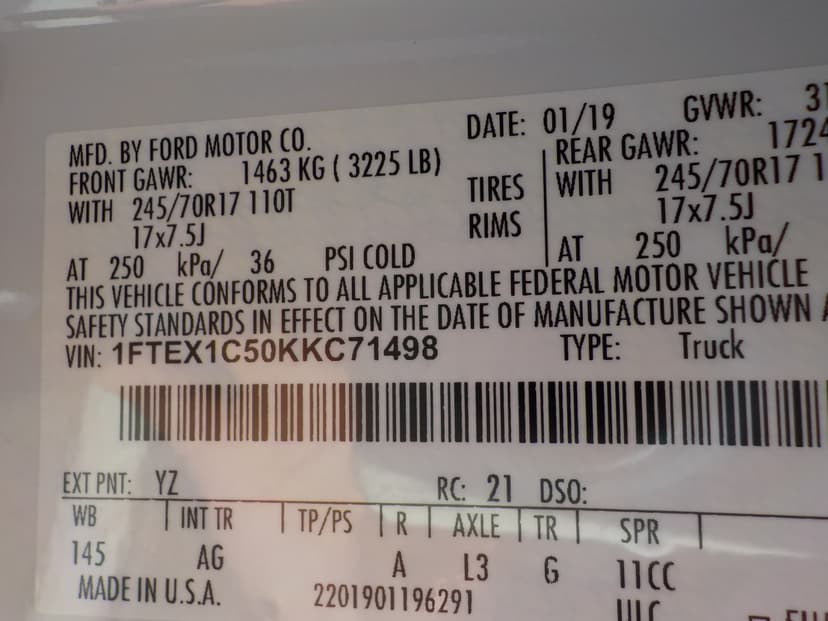 MFD. BY FORD MOTOR CO. DATE: 01/19 GVWR:
FRONT GAWR: 1463 KG ( 3225 LB) REAR GAWR: 1724
WITH 245/70R17 110T TIRES WITH 245/70R17 1
17x7.5J RIMS 17x7.5J
AT 250 kPa/ 36 PSI COLD AT 250 kPa/
THIS VEHICLE CONFORMS TO ALL APPLICABLE FEDERAL MOTOR VEHICLE
SAFETY STANDARDS IN EFFECT ON THE DATE OF MANUFACTURE SHOWN
VIN: 1FTEX1C50KKC71498 TYPE: Truck
EXT PNT: YZ RC: 21 DSO:
WB INT TR TP/PS R AXLE TR SPR
145 AG A L3 G 11CC
MADE IN U.S.A. 2201901196291